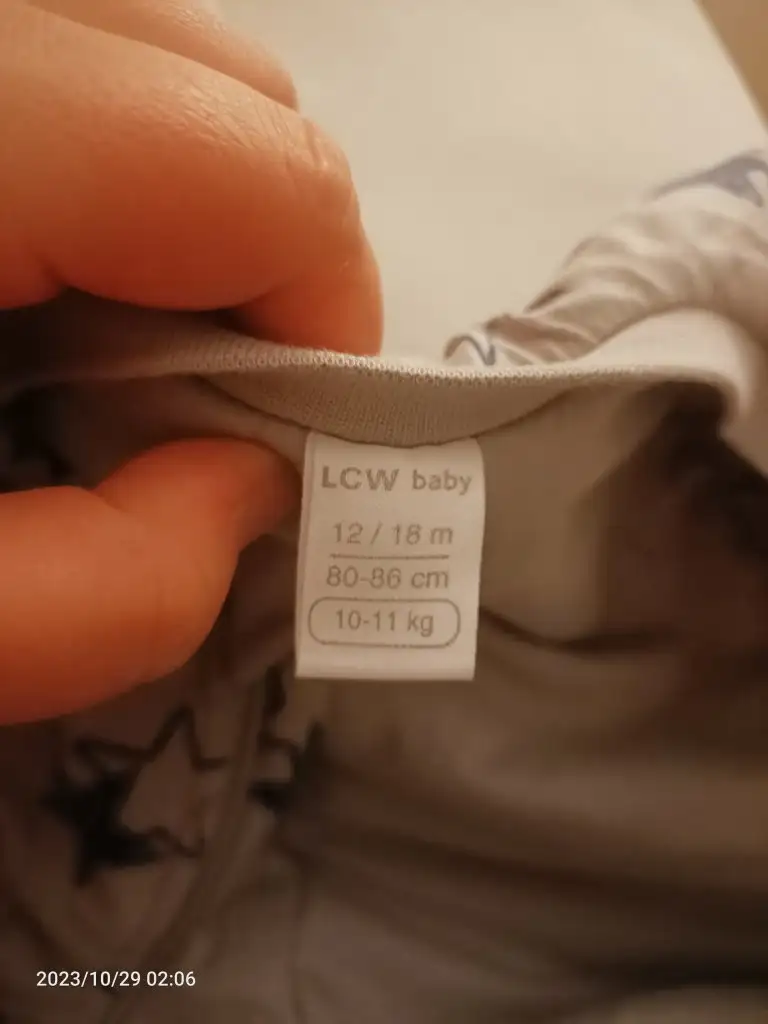 LCW baby
12 / 18 m
80-86 cm
10-11 kg
2023/10/29 02:06